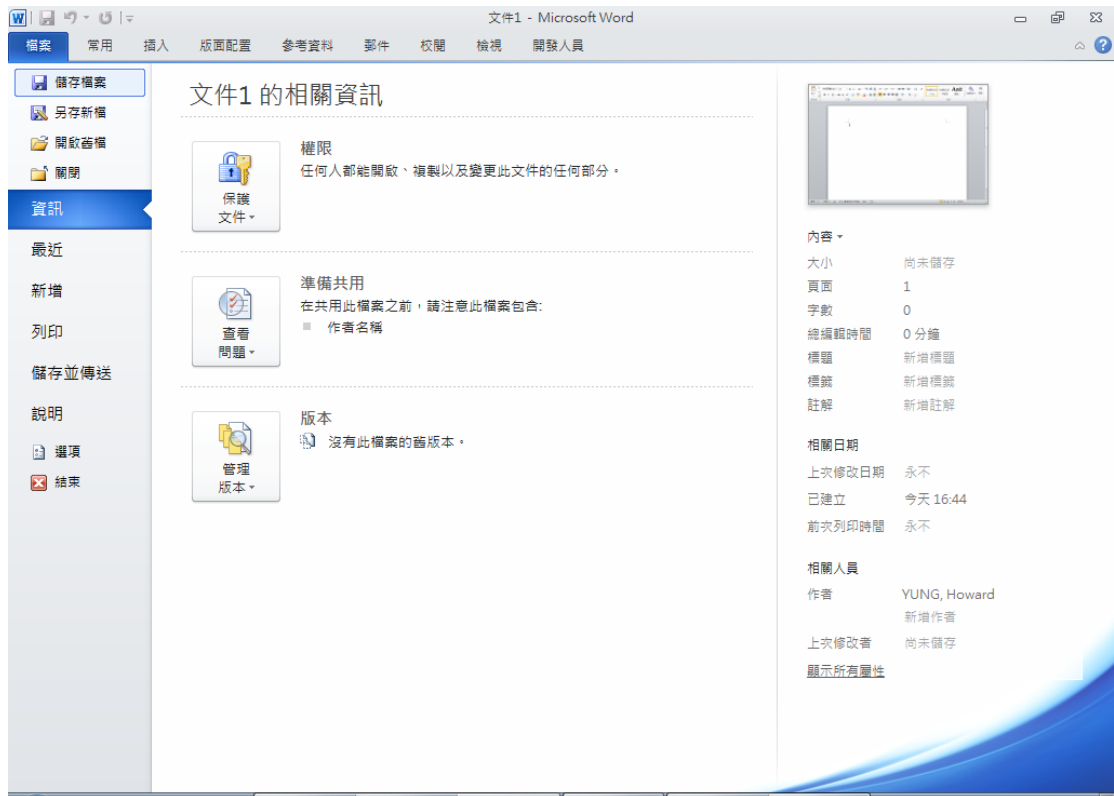 文件1 - Microsoft Word
檔案 常用 插入 版面配置 參考資料 郵件 校閱 檢視 開發人員
儲存檔案
另存新檔
開啟舊檔
關閉
資訊
最近
新增
列印
儲存並傳送
說明
選項
結束
文件1 的相關資訊
保護
文件
權限
任何人都能開啟、複製以及變更此文件的任何部分。
查看
問題
準備共用
在共用此檔案之前，請注意此檔案包含:
作者名稱
管理
版本
版本
沒有此檔案的舊版本。
內容
大小 尚未儲存
頁面 1
字數 0
總編輯時間 0 分鐘
標題 新增標題
標籤 新增標籤
註解 新增註解
相關日期
上次修改日期 永不
已建立 今天 16:44
前次列印時間 永不
相關人員
作者 YUNG, Howard
新增作者
上次修改者 尚未儲存
顯示所有屬性